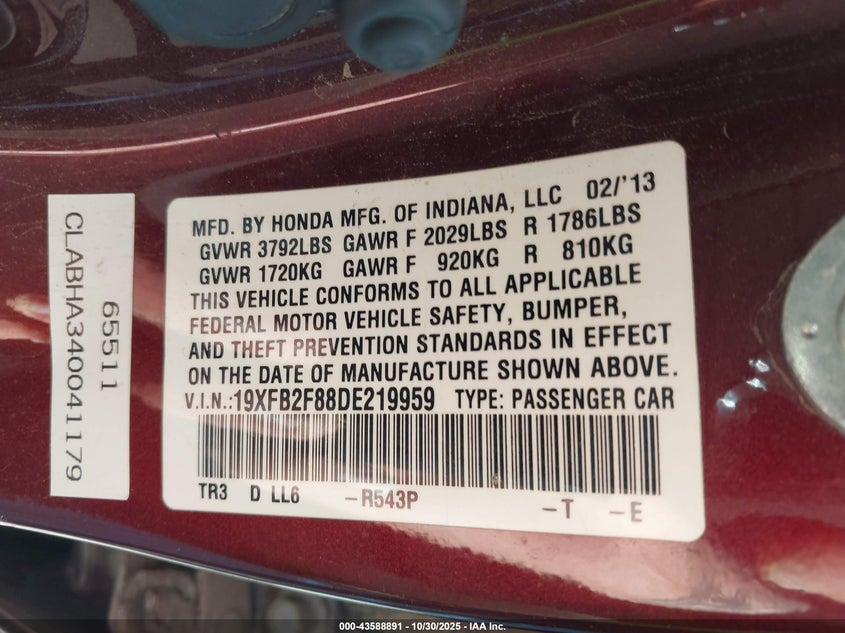 MFD. BY HONDA MFG. OF INDIANA, LLC 02/'13
GVWR 3792LBS GAWR F 2029LBS R 1786LBS
GVWR 1720KG GAWR F 920KG R 810KG
THIS VEHICLE CONFORMS TO ALL APPLICABLE
FEDERAL MOTOR VEHICLE SAFETY, BUMPER,
AND THEFT PREVENTION STANDARDS IN EFFECT
ON THE DATE OF MANUFACTURE SHOWN ABOVE.
V.I.N.:19XFB2F88DE219959 TYPE: PASSENGER CAR
TR3 D LL6 -R543P -T -E
65511
CLABHA340041179
000-43588891 - 10/30/2025 - IAA Inc.